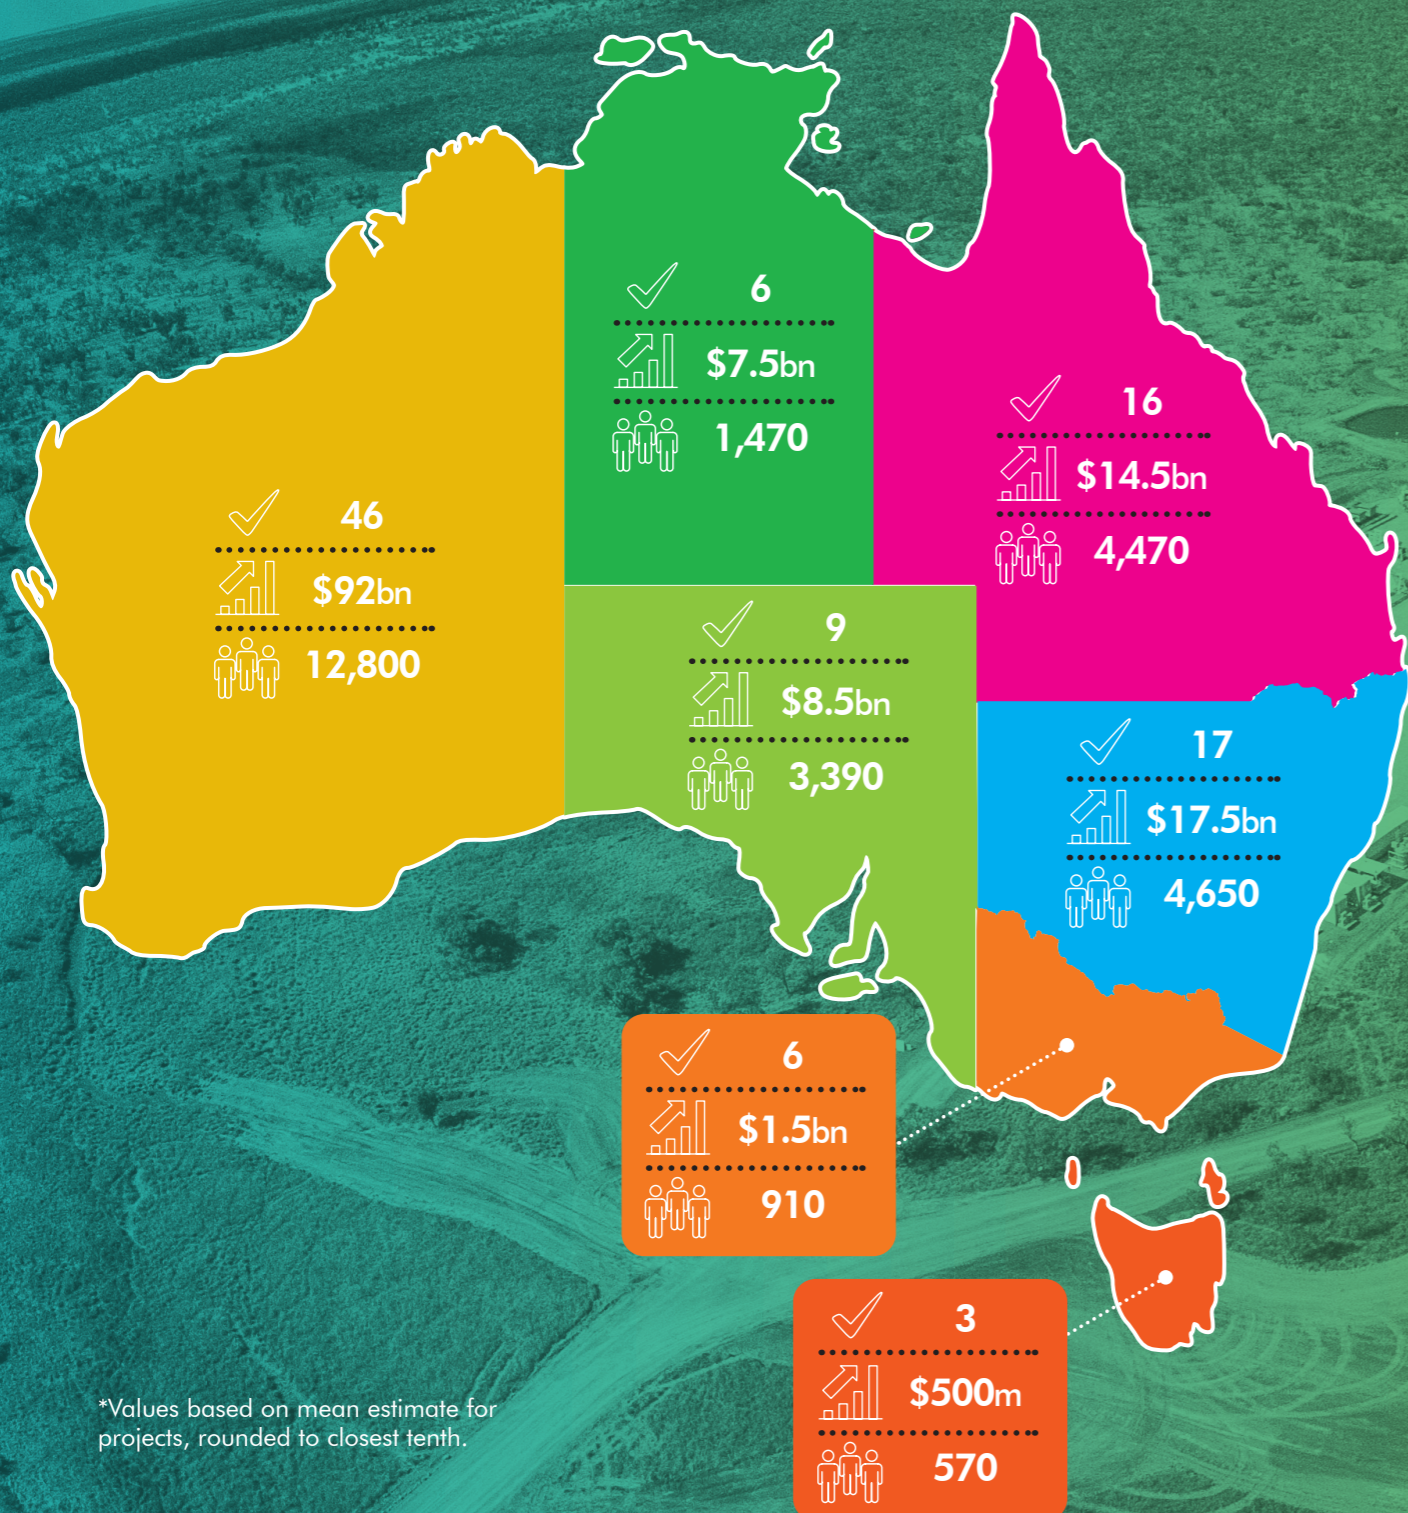 6
$7.5bn
1,470
16
$14.5bn
4,470
46
$92bn
12,800
9
$8.5bn
3,390
17
$17.5bn
4,650
6
$1.5bn
910
3
$500m
570
*Values based on mean estimate for
projects, rounded to closest tenth.